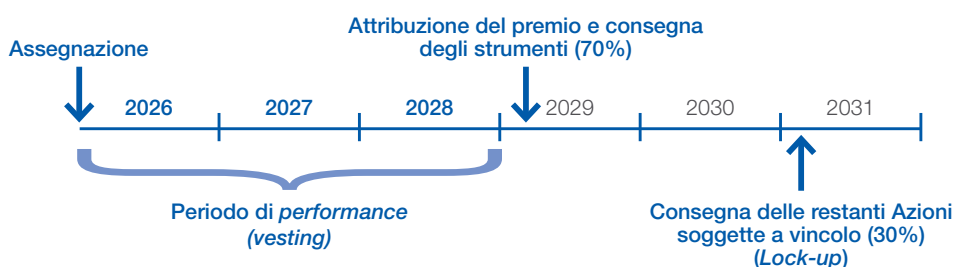 Attribuzione del premio e consegna
degli strumenti (70%)
Assegnazione
2026 2027 2028 2029 2030 2031
Periodo di performance
(vesting)
Consegna delle restanti Azioni
soggette a vincolo (30%)
(Lock-up)